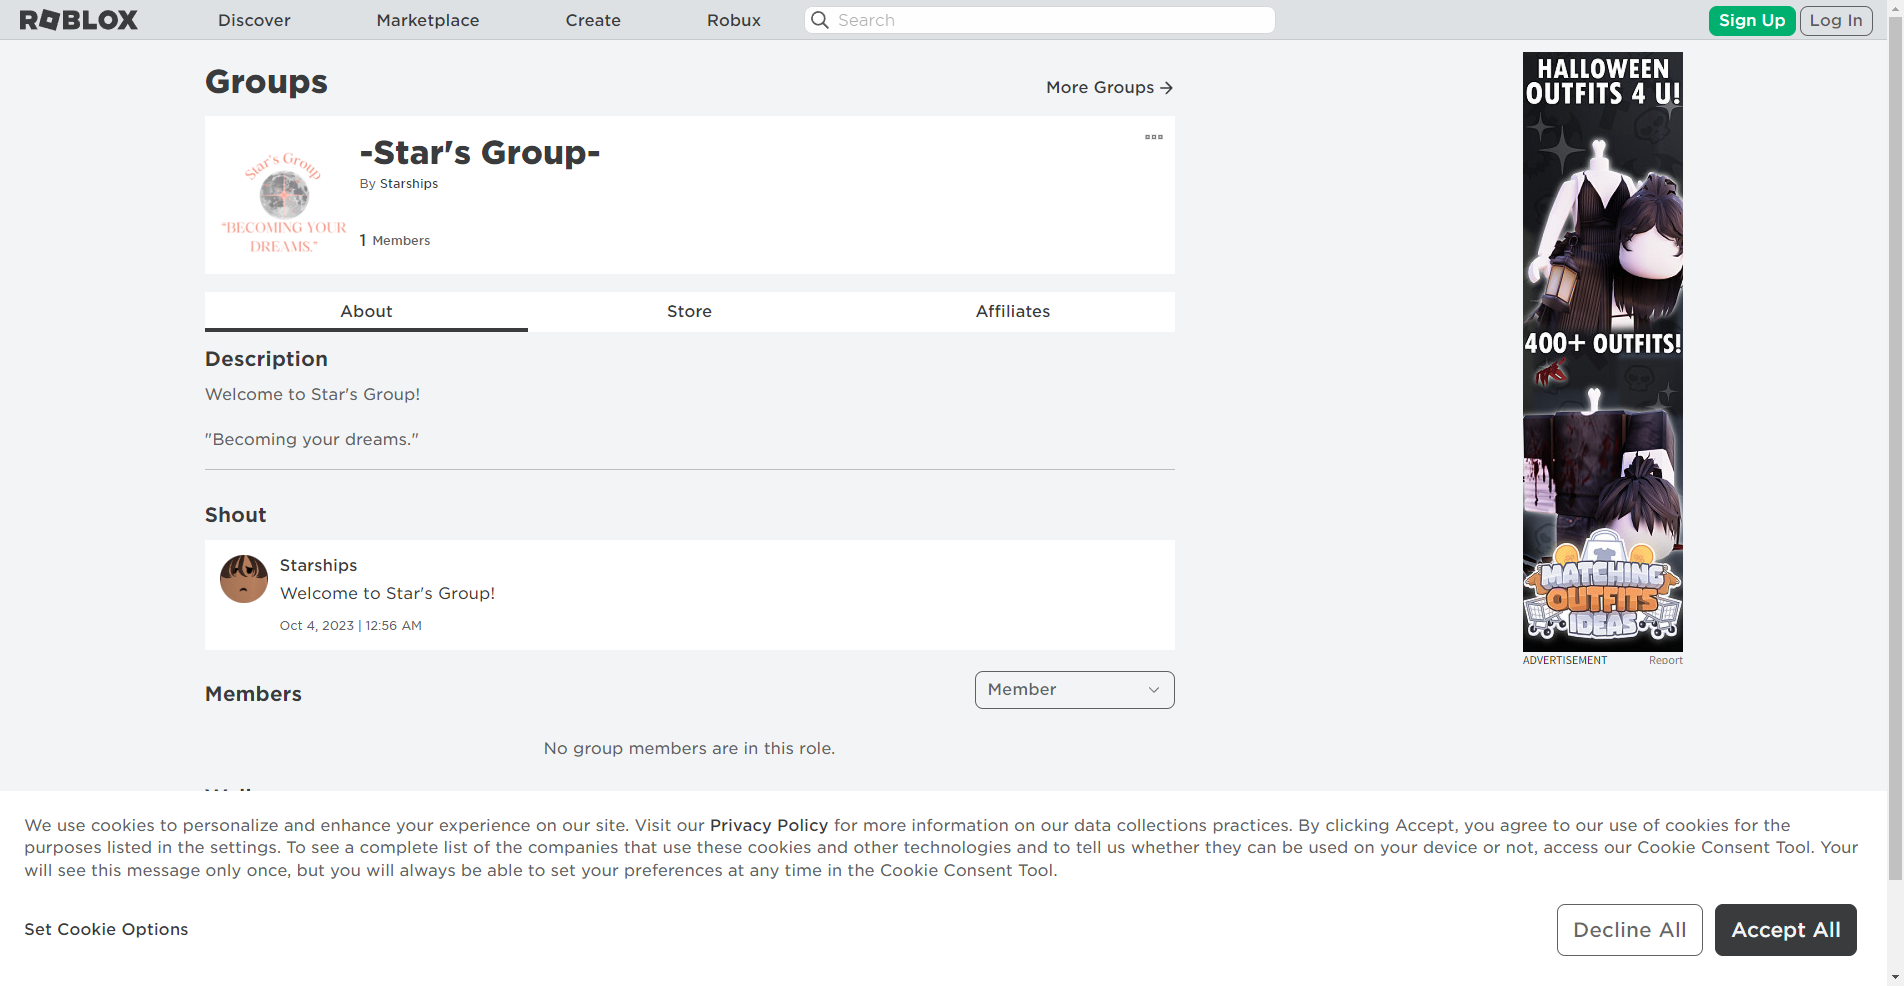 ROBLOX
Discover
Marketplace
Create
Robux
Search
Sign Up
Log In
Groups
More Groups
Star's Group
"BECOMING YOUR
DREAMS."
-Star's Group-
By Starships
1 Members
About
Store
Affiliates
Description
Welcome to Star's Group!
"Becoming your dreams."
Shout
Starships
Welcome to Star's Group!
Oct 4, 2023 | 12:56 AM
Members
Member
No group members are in this role.
HALLOWEEN
OUTFITS 4 U!
400+ OUTFITS!
MATCHING
OUTFITS
IDEAS
ADVERTISEMENT
Report
We use cookies to personalize and enhance your experience on our site. Visit our Privacy Policy for more information on our data collections practices. By clicking Accept, you agree to our use of cookies for the
purposes listed in the settings. To see a complete list of the companies that use these cookies and other technologies and to tell us whether they can be used on your device or not, access our Cookie Consent Tool. Your
will see this message only once, but you will always be able to set your preferences at any time in the Cookie Consent Tool.
Set Cookie Options
Decline All
Accept All